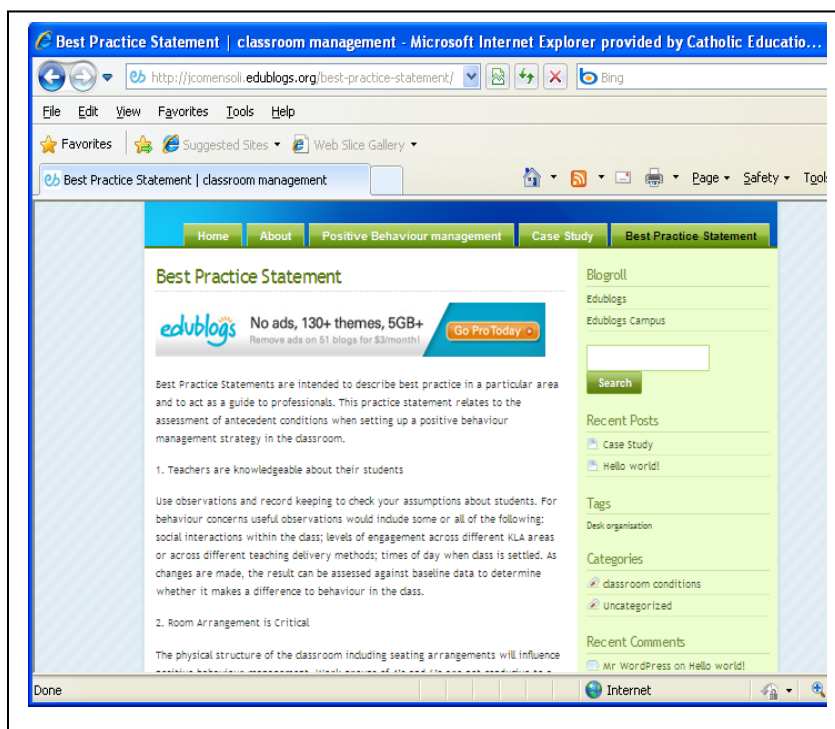 Best Practice Statement | classroom management - Microsoft Internet Explorer provided by Catholic Educatio...
http://jcomensoli.edublogs.org/best-practice-statement/
Bing
File Edit View Favorites Tools Help
Favorites Suggested Sites Web Slice Gallery
Best Practice Statement | classroom management
Page Safety Tools
Home About Positive Behaviour management Case Study Best Practice Statement
Best Practice Statement
edublogs
No ads, 130+ themes, 5GB+
Remove ads on 51 blogs for $3/month!
Go Pro Today
Best Practice Statements are intended to describe best practice in a particular area
and to act as a guide to professionals. This practice statement relates to the
assessment of antecedent conditions when setting up a positive behaviour
management strategy in the classroom.
1. Teachers are knowledgeable about their students
Use observations and record keeping to check your assumptions about students. For
behaviour concerns useful observations would include some or all of the following:
social interactions within the class; levels of engagement across different KLA areas
or across different teaching delivery methods; times of day when class is settled. As
changes are made, the result can be assessed against baseline data to determine
whether it makes a difference to behaviour in the class.
2. Room Arrangement is Critical
The physical structure of the classroom including seating arrangements will influence
Blogroll
Edublogs
Edublogs Campus
Search
Recent Posts
Case Study
Hello world!
Tags
Desk organisation
Categories
classroom conditions
Uncategorized
Recent Comments
Mr WordPress on Hello world!
Done
Internet